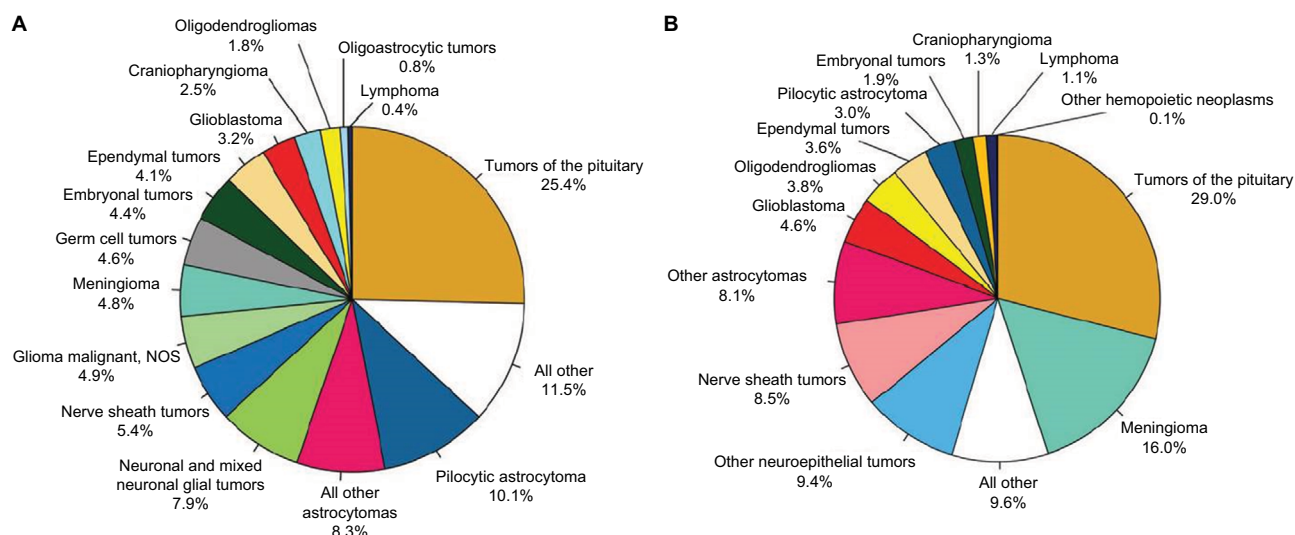 A
Oligodendrogliomas
1.8%
Oligoastrocytic tumors
0.8%
Craniopharyngioma
2.5%
Lymphoma
0.4%
Glioblastoma
3.2%
Ependymal tumors
4.1%
Embryonal tumors
4.4%
Germ cell tumors
4.6%
Meningioma
4.8%
Glioma malignant, NOS
4.9%
Nerve sheath tumors
5.4%
Neuronal and mixed
neuronal glial tumors
7.9%
All other
astrocytomas
8.3%
Pilocytic astrocytoma
10.1%
All other
11.5%
Tumors of the pituitary
25.4%
B
Craniopharyngioma
1.3%
Embryonal tumors
1.9%
Lymphoma
1.1%
Pilocytic astrocytoma
3.0%
Other hemopoietic neoplasms
0.1%
Ependymal tumors
3.6%
Oligodendrogliomas
3.8%
Glioblastoma
4.6%
Other astrocytomas
8.1%
Nerve sheath tumors
8.5%
Other neuroepithelial tumors
9.4%
All other
9.6%
Meningioma
16.0%
Tumors of the pituitary
29.0%